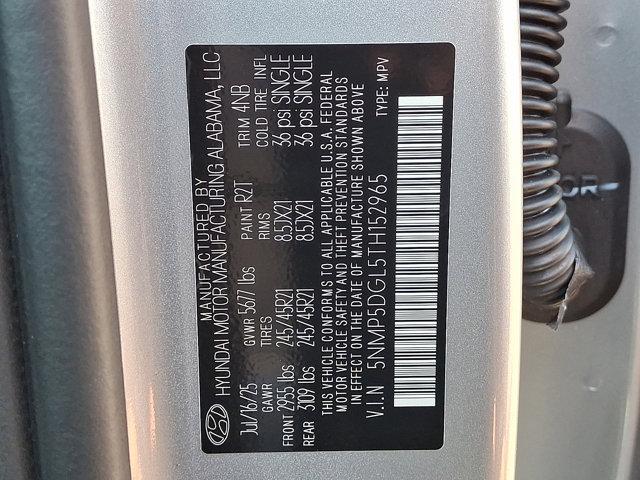 MANUFACTURED BY
HYUNDAI MOTOR MANUFACTURING ALABAMA, LLC
Jul/16/25 GVWR 5677 lbs PAINT R2T TRIM 4NB
GAWR TIRES RIMS COLD TIRE INFL
FRONT 2955 lbs 245/45R21 8.5JX21 36 psi SINGLE
REAR 3109 lbs 245/45R21 8.5JX21 36 psi SINGLE
THIS VEHICLE CONFORMS TO ALL APPLICABLE U.S.A. FEDERAL
MOTOR VEHICLE SAFETY AND THEFT PREVENTION STANDARDS
IN EFFECT ON THE DATE OF MANUFACTURE SHOWN ABOVE
V.I.N 5NMP5DGL5TH152965 TYPE: MPV